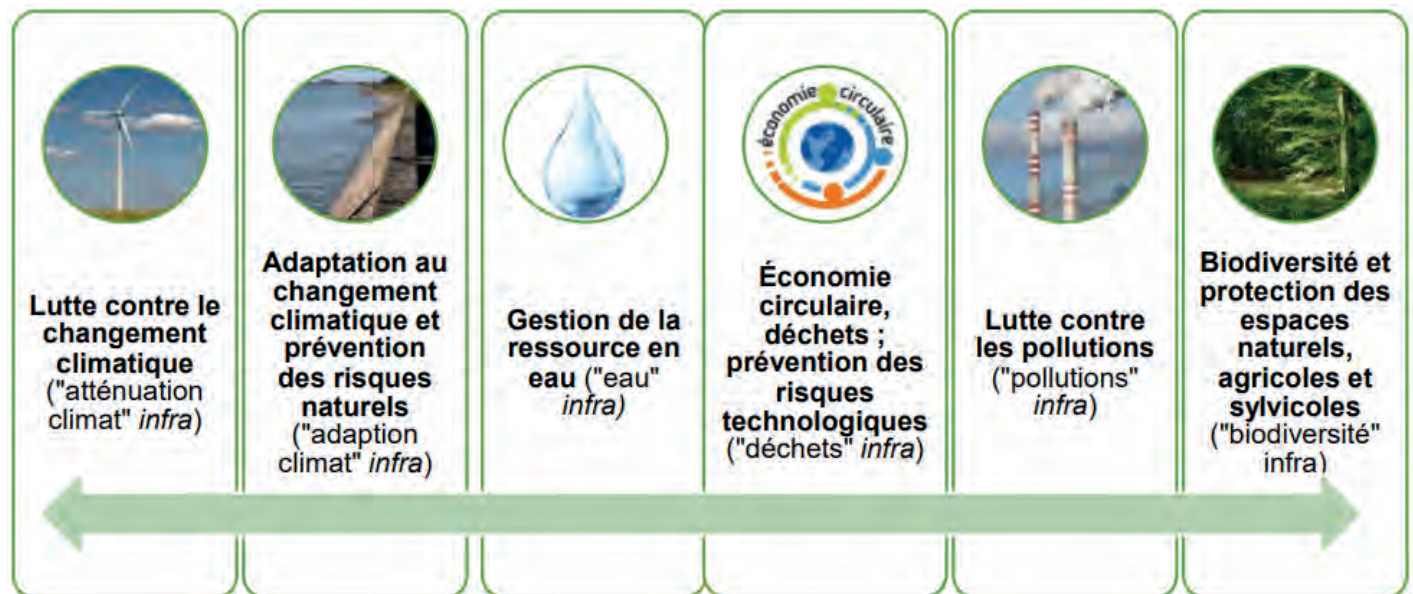 économie circulaire
Lutte contre le
changement
climatique
("atténuation
climat" infra)
Adaptation au
changement
climatique et
prévention
des risques
naturels
("adaption
climat" infra)
Gestion de la
ressource en
eau ("eau"
infra)
Économie
circulaire,
déchets ;
prévention des
risques
technologiques
("déchets" infra)
Lutte contre
les pollutions
("pollutions"
infra)
Biodiversité et
protection des
espaces
naturels,
agricoles et
sylvicoles
("biodiversité"
infra)